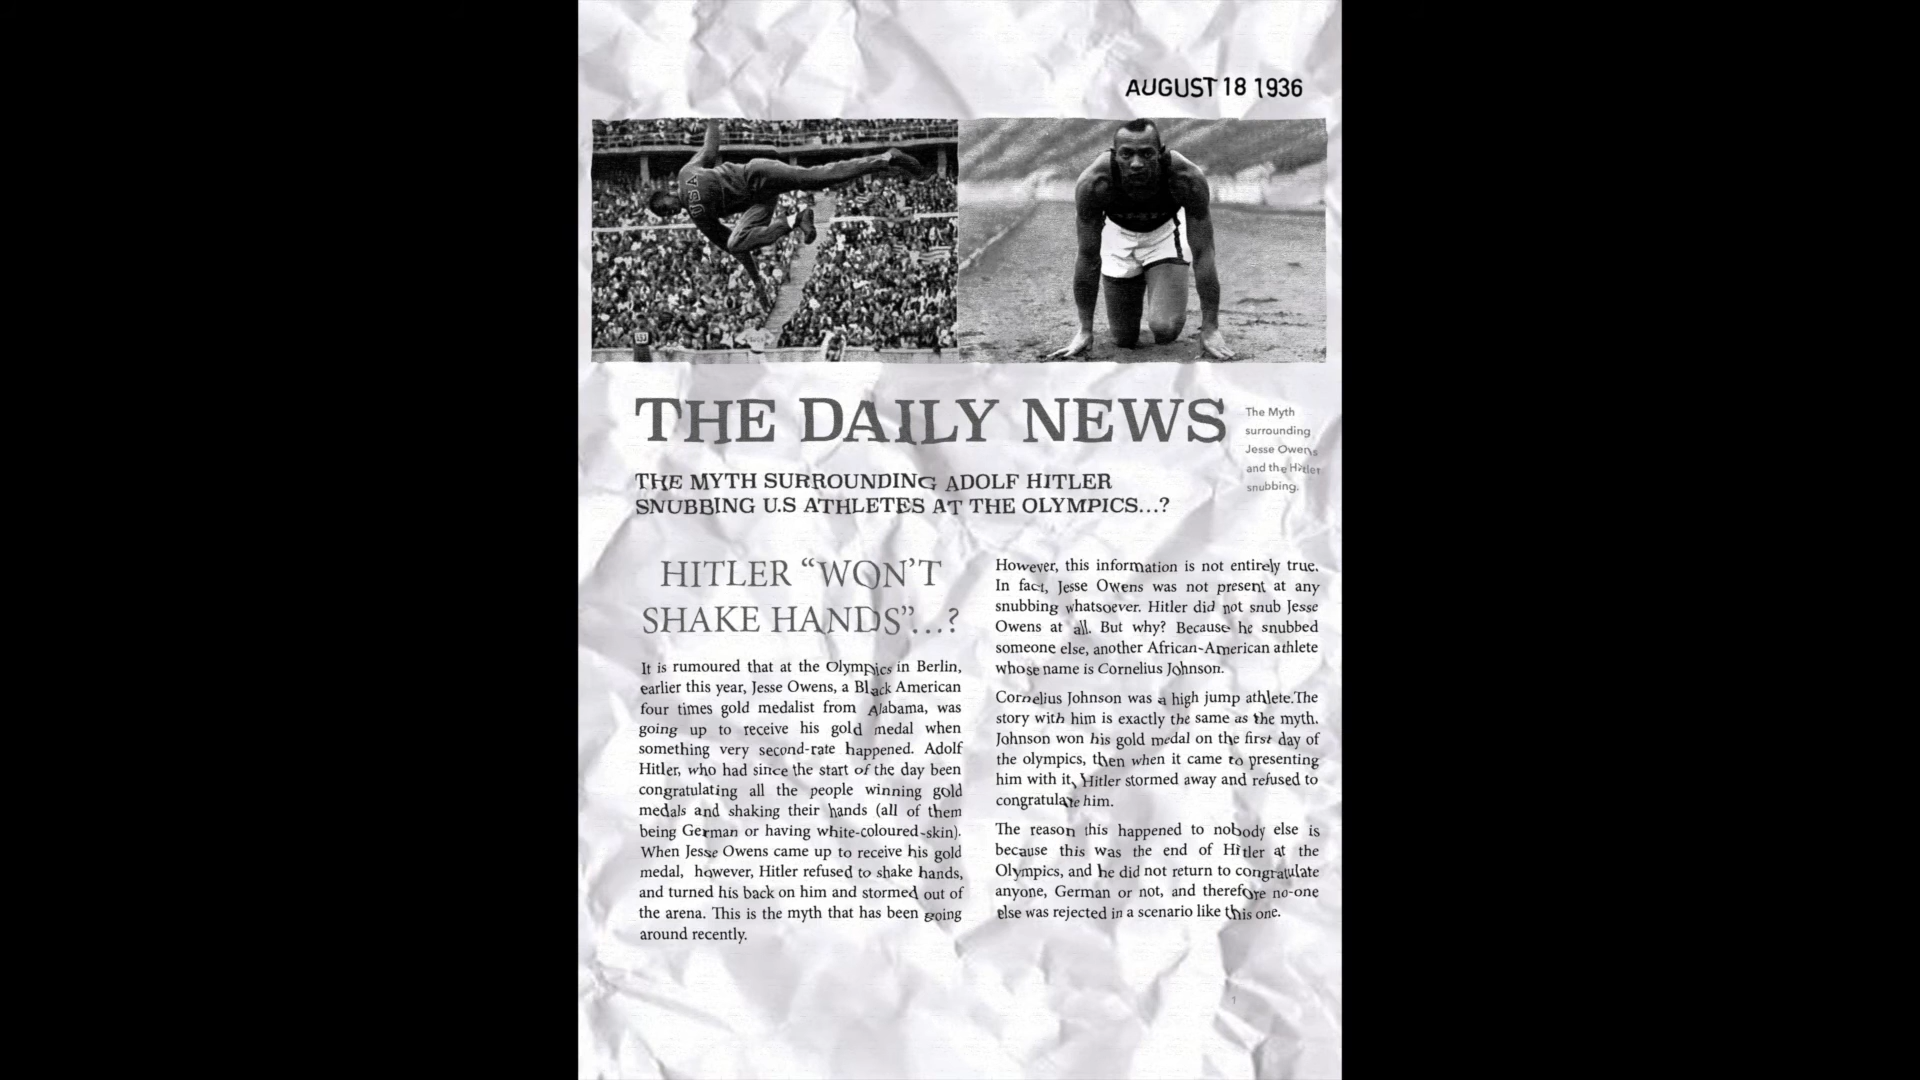 AUGUST 18 1936
USA
THE DAILY NEWS
The Myth
surrounding
Jesse Owens
and the Hitler
snubbing.
THE MYTH SURROUNDING ADOLF HITLER
SNUBBING U.S ATHLETES AT THE OLYMPICS...?
HITLER “WON’T
SHAKE HANDS”...?
It is rumoured that at the Olympics in Berlin,
earlier this year, Jesse Owens, a Black American
four times gold medalist from Alabama, was
going up to receive his gold medal when
something very second-rate happened. Adolf
Hitler, who had since the start of the day been
congratulating all the people winning gold
medals and shaking their hands (all of them
being German or having white-coloured-skin).
When Jesse Owens came up to receive his gold
medal, however, Hitler refused to shake hands,
and turned his back on him and stormed out of
the arena. This is the myth that has been going
around recently.
However, this information is not entirely true.
In fact, Jesse Owens was not present at any
snubbing whatsoever. Hitler did not snub Jesse
Owens at all. But why? Because he snubbed
someone else, another African-American athlete
whose name is Cornelius Johnson.
Cornelius Johnson was a high jump athlete.The
story with him is exactly the same as the myth.
Johnson won his gold medal on the first day of
the olympics, then when it came to presenting
him with it, Hitler stormed away and refused to
congratulate him.
The reason this happened to nobody else is
because this was the end of Hitler at the
Olympics, and he did not return to congratulate
anyone, German or not, and therefore no-one
else was rejected in a scenario like this one.
1